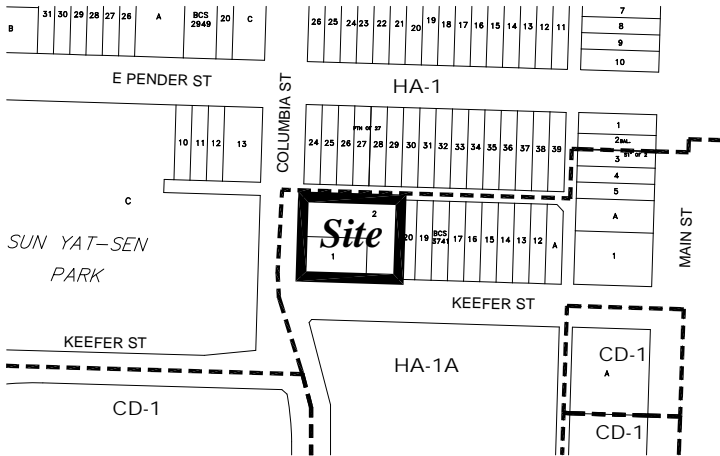 31 30 29 28 27 26 A BCS 2949 20 C
B
26 25 24 23 22 21 20 19 18 17 16 15 14 13 12 11
7
8
9
10
E PENDER ST
COLUMBIA ST
HA-1
10 11 12 13
24 25 26 27 28 29 30 31 32 33 34 35 36 37 38 39
1
2 BAL.
3
4
5
A
1
C
SUN YAT-SEN
PARK
2
Site
1
20 19 BCS 3741 17 16 15 14 13 12 A
MAIN ST
KEEFER ST
KEEFER ST
HA-1A
CD-1
A
CD-1
CD-1